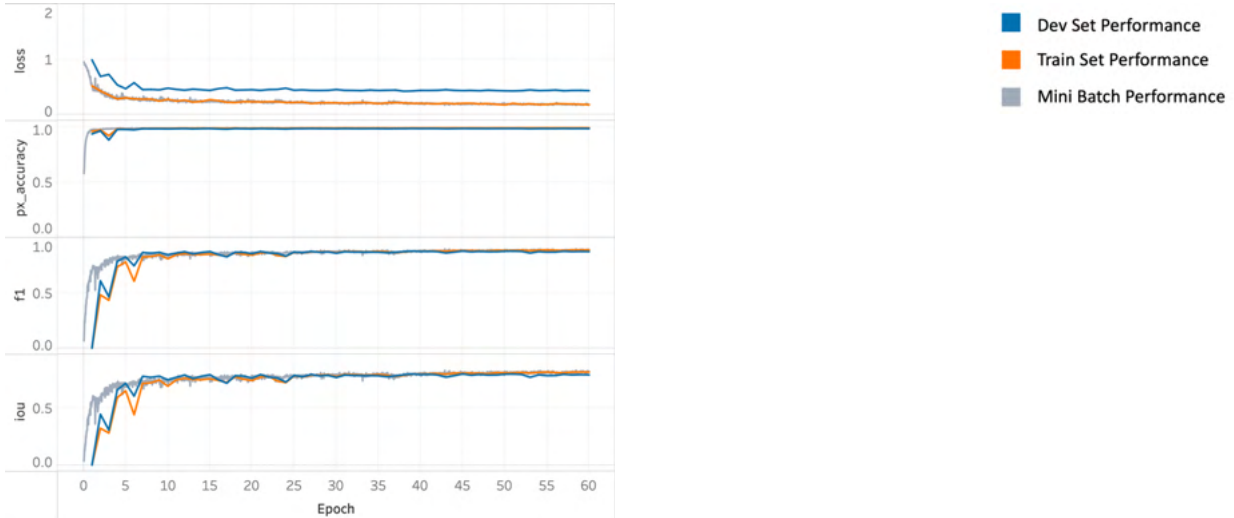 Dev Set Performance
Train Set Performance
Mini Batch Performance
loss
2
1
0
px_accuracy
1.0
0.5
0.0
f1
1.0
0.5
0.0
iou
0.5
0.0
0 5 10 15 20 25 30 35 40 45 50 55 60
Epoch